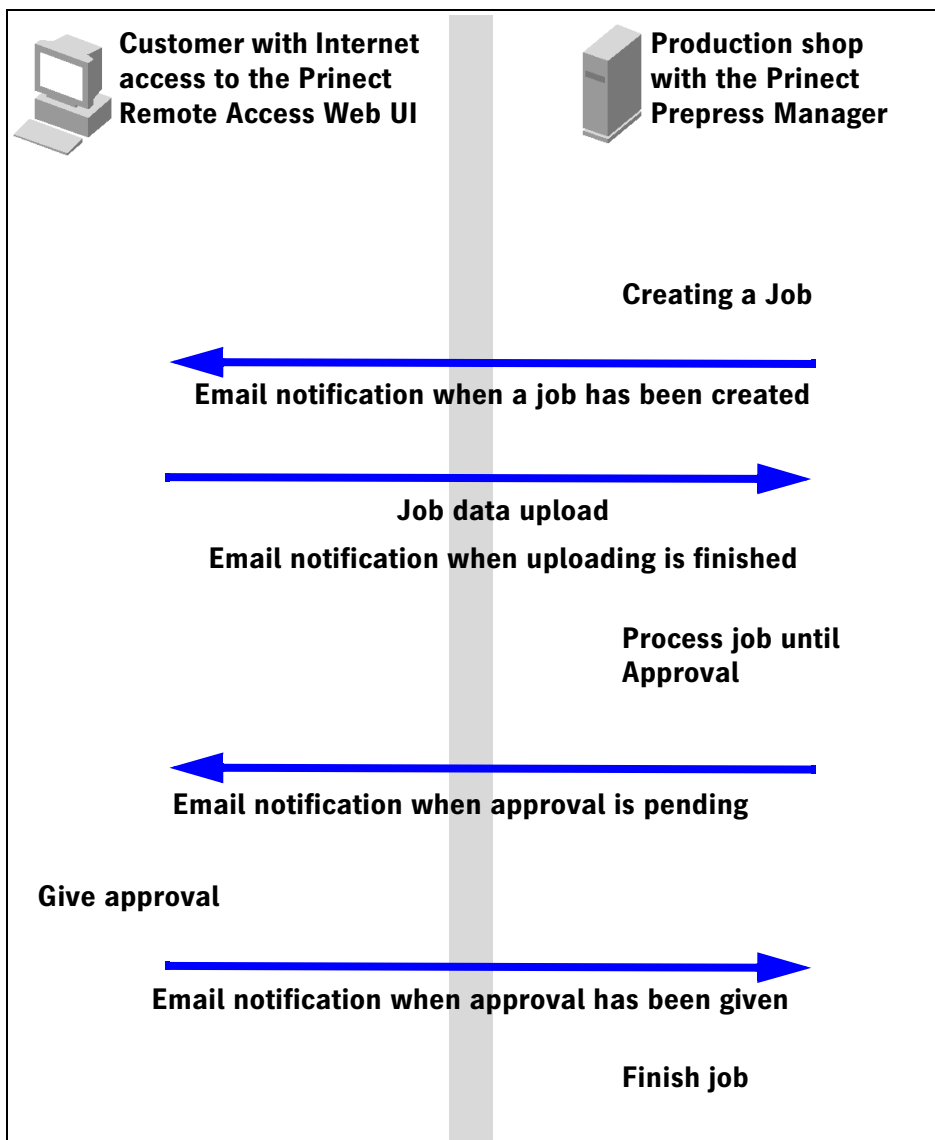 Customer with Internet
access to the Prinect
Remote Access Web UI
Production shop
with the Prinect
Prepress Manager
Creating a Job
Email notification when a job has been created
Job data upload
Email notification when uploading is finished
Process job until
Approval
Email notification when approval is pending
Give approval
Email notification when approval has been given
Finish job